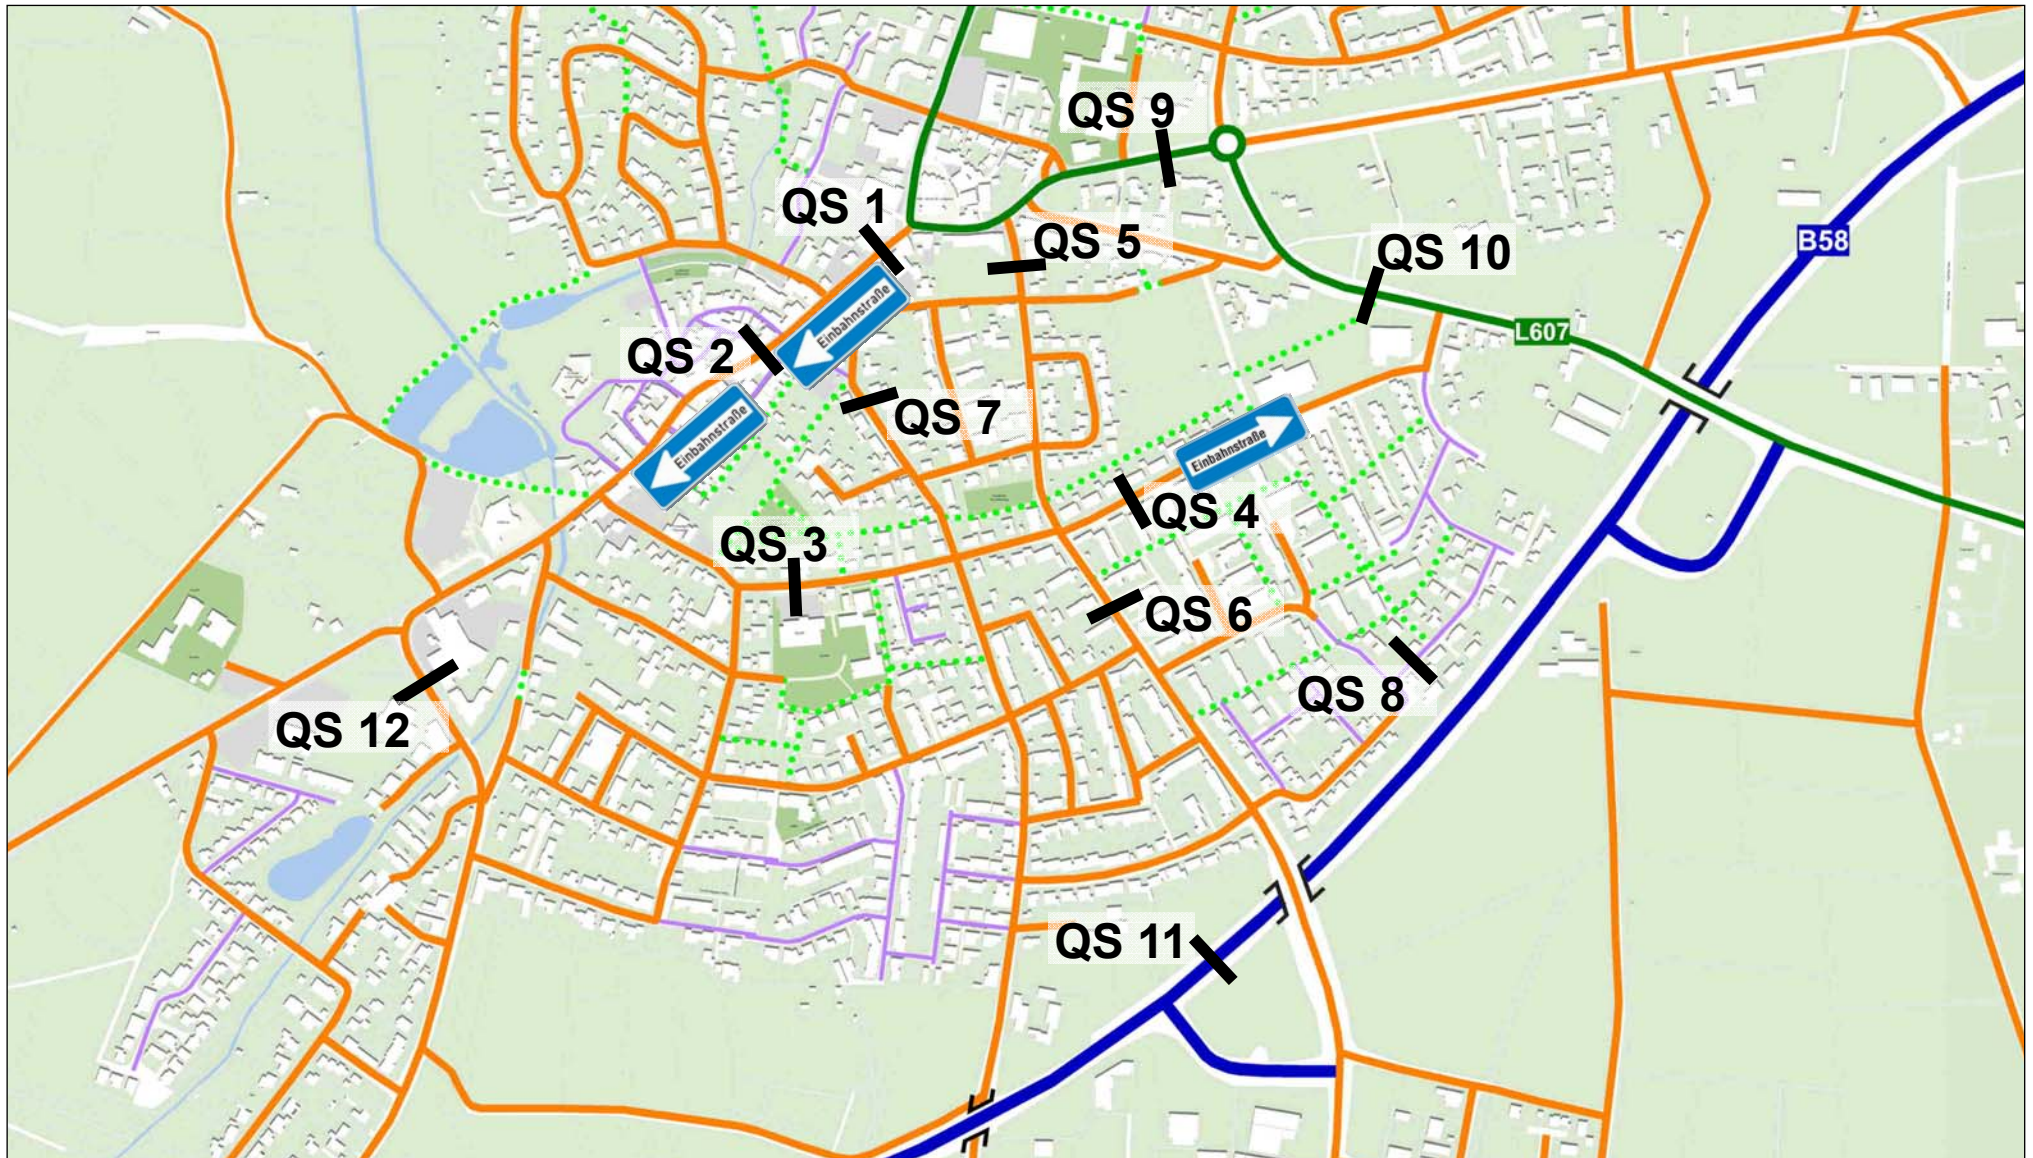 QS 9
QS 1
QS 5
B58
QS 10
Einbahnstraße
L607
QS 2
QS 7
Einbahnstraße
Einbahnstraße
QS 4
QS 3
QS 6
QS 8
QS 12
QS 11